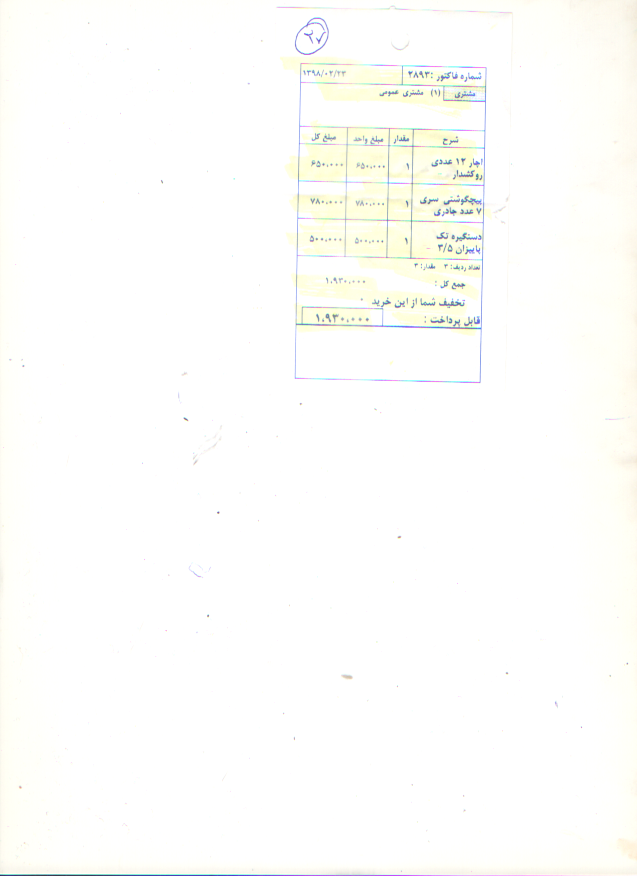 ۲۷
شماره فاکتور : ۲۸۹۳ ۱۳۹۸/۰۲/۲۳
مشتری (۱) مشتری عمومی
شرح مقدار مبلغ واحد مبلغ کل
اچار ۱۲ عددی ۱ ۶۵۰،۰۰۰ ۶۵۰،۰۰۰
روکشدار
پیچگوشتی سری ۱ ۷۸۰،۰۰۰ ۷۸۰،۰۰۰
۷ عدد جادری
دستگیره تک ۱ ۵۰۰،۰۰۰ ۵۰۰،۰۰۰
پاییزان ۳/۵
تعداد ردیف: ۳ مقدار: ۳
جمع کل : ۱،۹۳۰،۰۰۰
تخفیف شما از این خرید ۰
قابل پرداخت : ۱،۹۳۰،۰۰۰